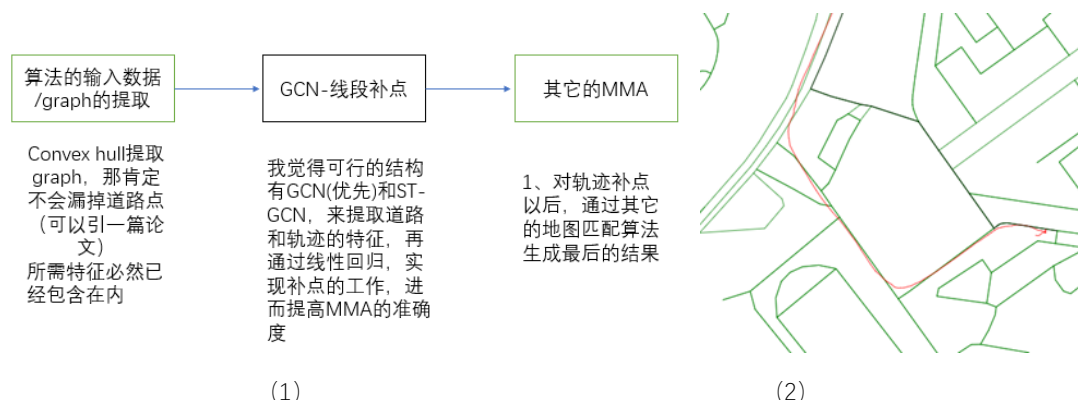 算法的输入数据
/graph的提取
GCN-线段补点
其它的MMA
Convex hull提取
graph，那肯定
不会漏掉道路点
（可以引一篇论
文）
所需特征必然已
经包含在内
我觉得可行的结构
有GCN(优先)和ST-
GCN，来提取道路
和轨迹的特征，再
通过线性回归，实
现补点的工作，进
而提高MMA的准确
度
1、对轨迹补点
以后，通过其它
的地图匹配算法
生成最后的结果
（1）
（2）